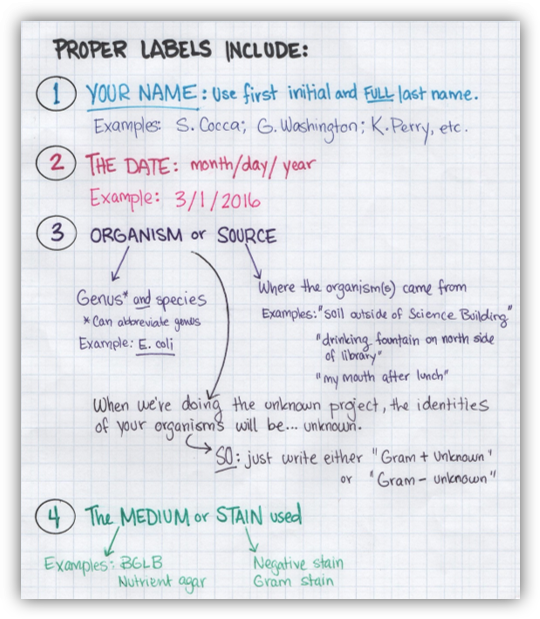 PROPER LABELS INCLUDE:
1 YOUR NAME: Use first initial and FULL last name.
Examples: S. Cocca; G. Washington; K. Perry, etc.
2 THE DATE: month/day/year
Example: 3/1/2016
3 ORGANISM or SOURCE
Genus* and species
*Can abbreviate genus
Example: E. coli
Where the organism(s) came from
Examples: "soil outside of Science Building"
"drinking fountain on north side
of library"
"my mouth after lunch"
When we're doing the unknown project, the identities
of your organisms will be... unknown.
SO: just write either "Gram + unknown"
or "Gram - unknown"
4 The MEDIUM or STAIN used
Examples: BGLB
Nutrient agar
Negative stain
Gram stain